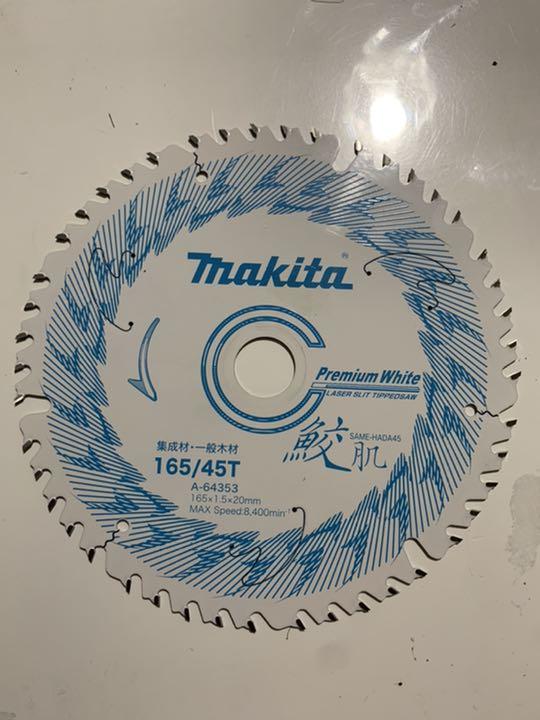 makita®
Premium White
LASER SLIT TIPPEDSAW
SAME-HADA45
鮫肌
集成材・一般木材
165/45T
A-64353
165×1.5×20mm
MAX Speed:8,400min⁻¹